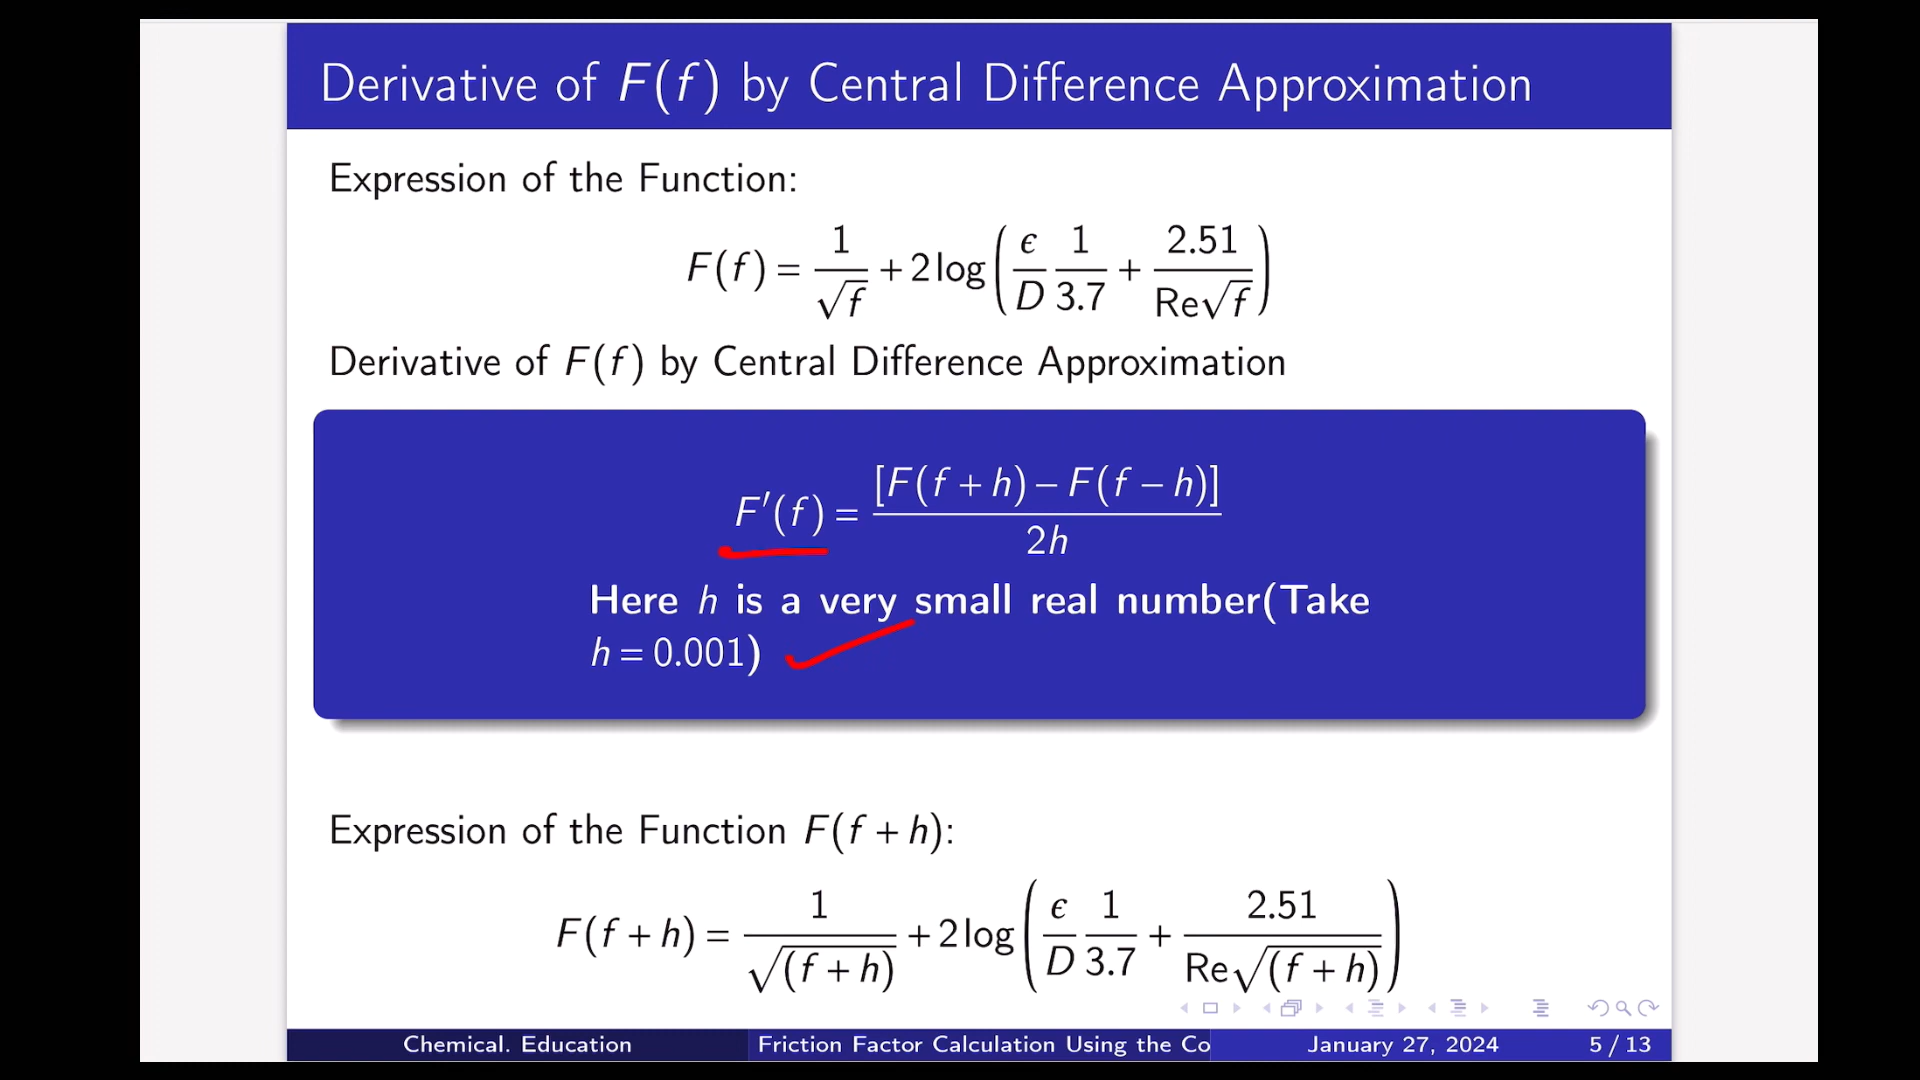 Derivative of F(f) by Central Difference Approximation
Expression of the Function:
F(f) = 1/√f + 2 log (ϵ/D 1/3.7 + 2.51/Re√f)
Derivative of F(f) by Central Difference Approximation
F′(f) = [F(f + h) − F(f − h)]/2h
Here h is a very small real number(Take
h = 0.001)
Expression of the Function F(f + h):
F(f + h) = 1/√(f + h) + 2 log (ϵ/D 1/3.7 + 2.51/Re√(f + h))
Chemical. Education Friction Factor Calculation Using the Co January 27, 2024 5 / 13